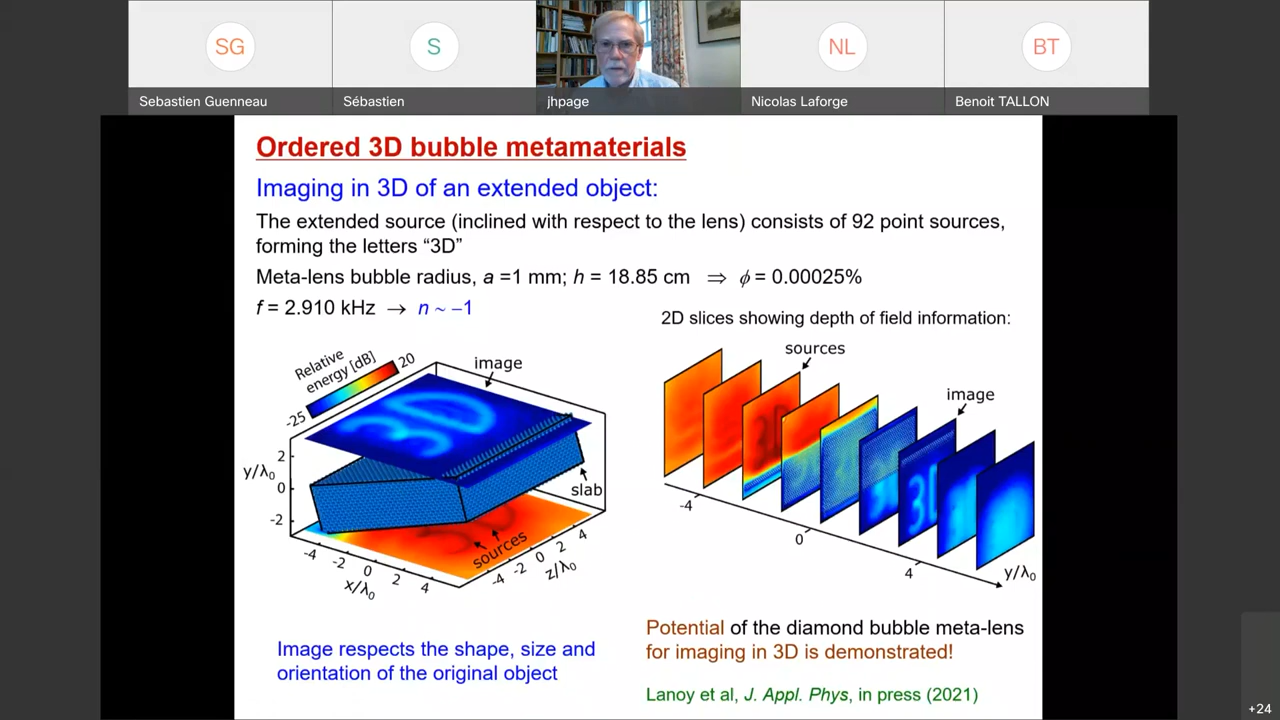 SG
S
NL
BT
Sebastien Guenneau
Sébastien
jhpage
Nicolas Laforge
Benoit TALLON
Ordered 3D bubble metamaterials
Imaging in 3D of an extended object:
The extended source (inclined with respect to the lens) consists of 92 point sources,
forming the letters “3D”
Meta-lens bubble radius, a =1 mm; h = 18.85 cm ⇒ ϕ = 0.00025%
f = 2.910 kHz → n ~ −1
2D slices showing depth of field information:
Relative
energy [dB]
-25
20
image
3D
slab
sources
y/λ₀
2
0
-2
-4
-2
0
2
4
x/λ₀
-4
-2
0
2
4
z/λ₀
sources
image
3D
3D
-4
0
4
y/λ₀
Image respects the shape, size and
orientation of the original object
Potential of the diamond bubble meta-lens
for imaging in 3D is demonstrated!
Lanoy et al, J. Appl. Phys, in press (2021)
+24